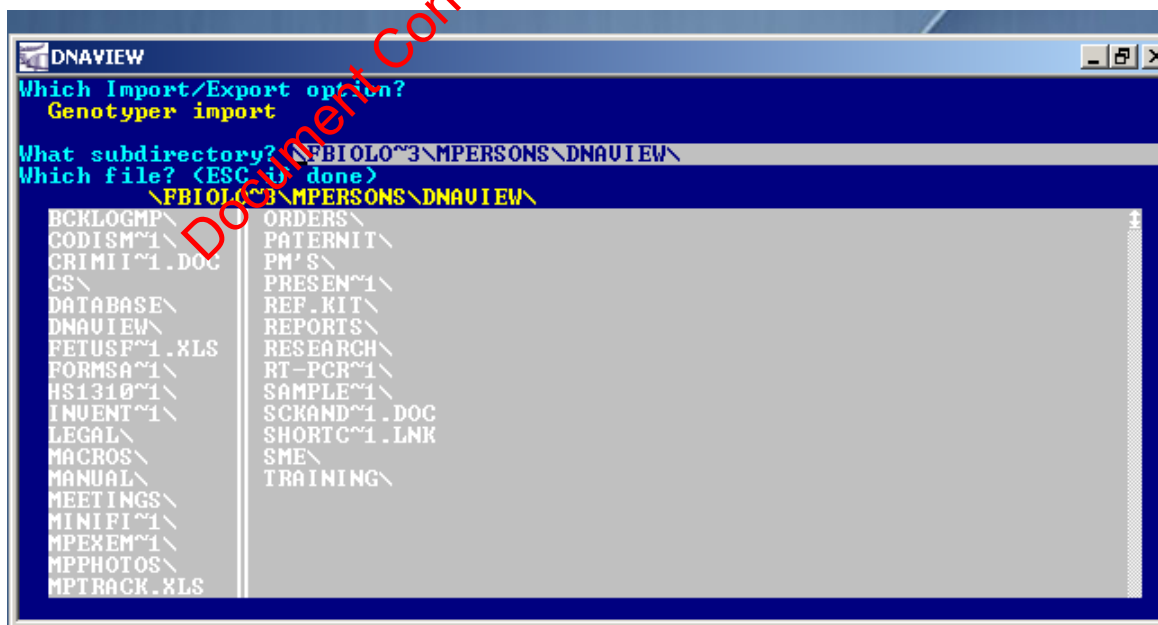 DNAVIEW
Which Import/Export option?
Genotyper import
What subdirectory? \FBIOLO~3\MPERSONS\DNAVIEW\
Which file? (ESC if done)
\FBIOLO~3\MPERSONS\DNAVIEW\
BCKLOGMP\
CODISM~1\
CRIMII~1.DOC
CS\
DATABASE\
DNAVIEW\
FETUSF~1.XLS
FORMSA~1\
HS1310~1\
INVENT~1\
LEGAL\
MACROS\
MANUAL\
MEETINGS\
MINIFI~1\
MPEXEM~1\
MPPHOTOS\
MPTRACK.XLS
ORDERS\
PATERNIT\
PM'S\
PRESEN~1\
REF.KIT\
REPORTS\
RESEARCH\
RT-PCR~1\
SAMPLE~1\
SCKAND~1.DOC
SHORTC~1.LNK
SME\
TRAINING\
Document